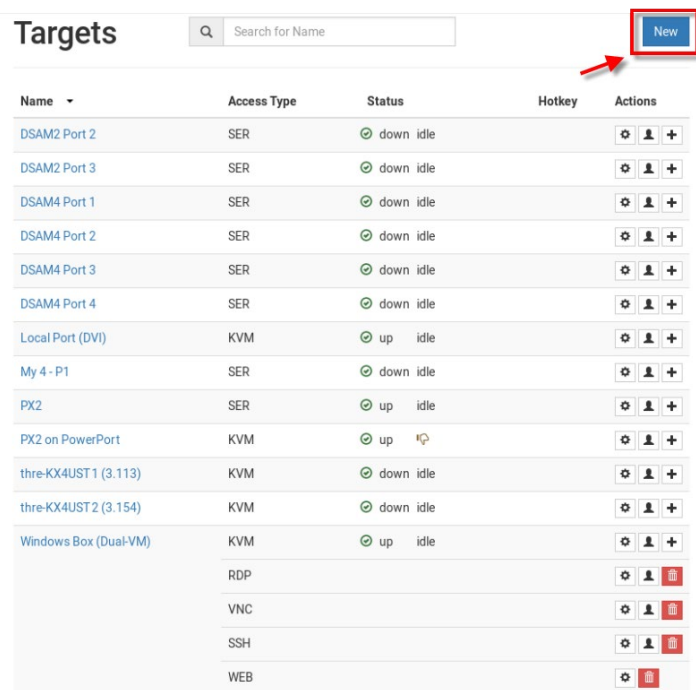 Targets
Search for Name
New
Name Access Type Status Hotkey Actions
DSAM2 Port 2 SER down idle
DSAM2 Port 3 SER down idle
DSAM4 Port 1 SER down idle
DSAM4 Port 2 SER down idle
DSAM4 Port 3 SER down idle
DSAM4 Port 4 SER down idle
Local Port (DVI) KVM up idle
My 4 - P1 SER down idle
PX2 SER up idle
PX2 on PowerPort KVM up
thre-KX4UST1 (3.113) KVM down idle
thre-KX4UST2 (3.154) KVM down idle
Windows Box (Dual-VM) KVM up idle
RDP
VNC
SSH
WEB